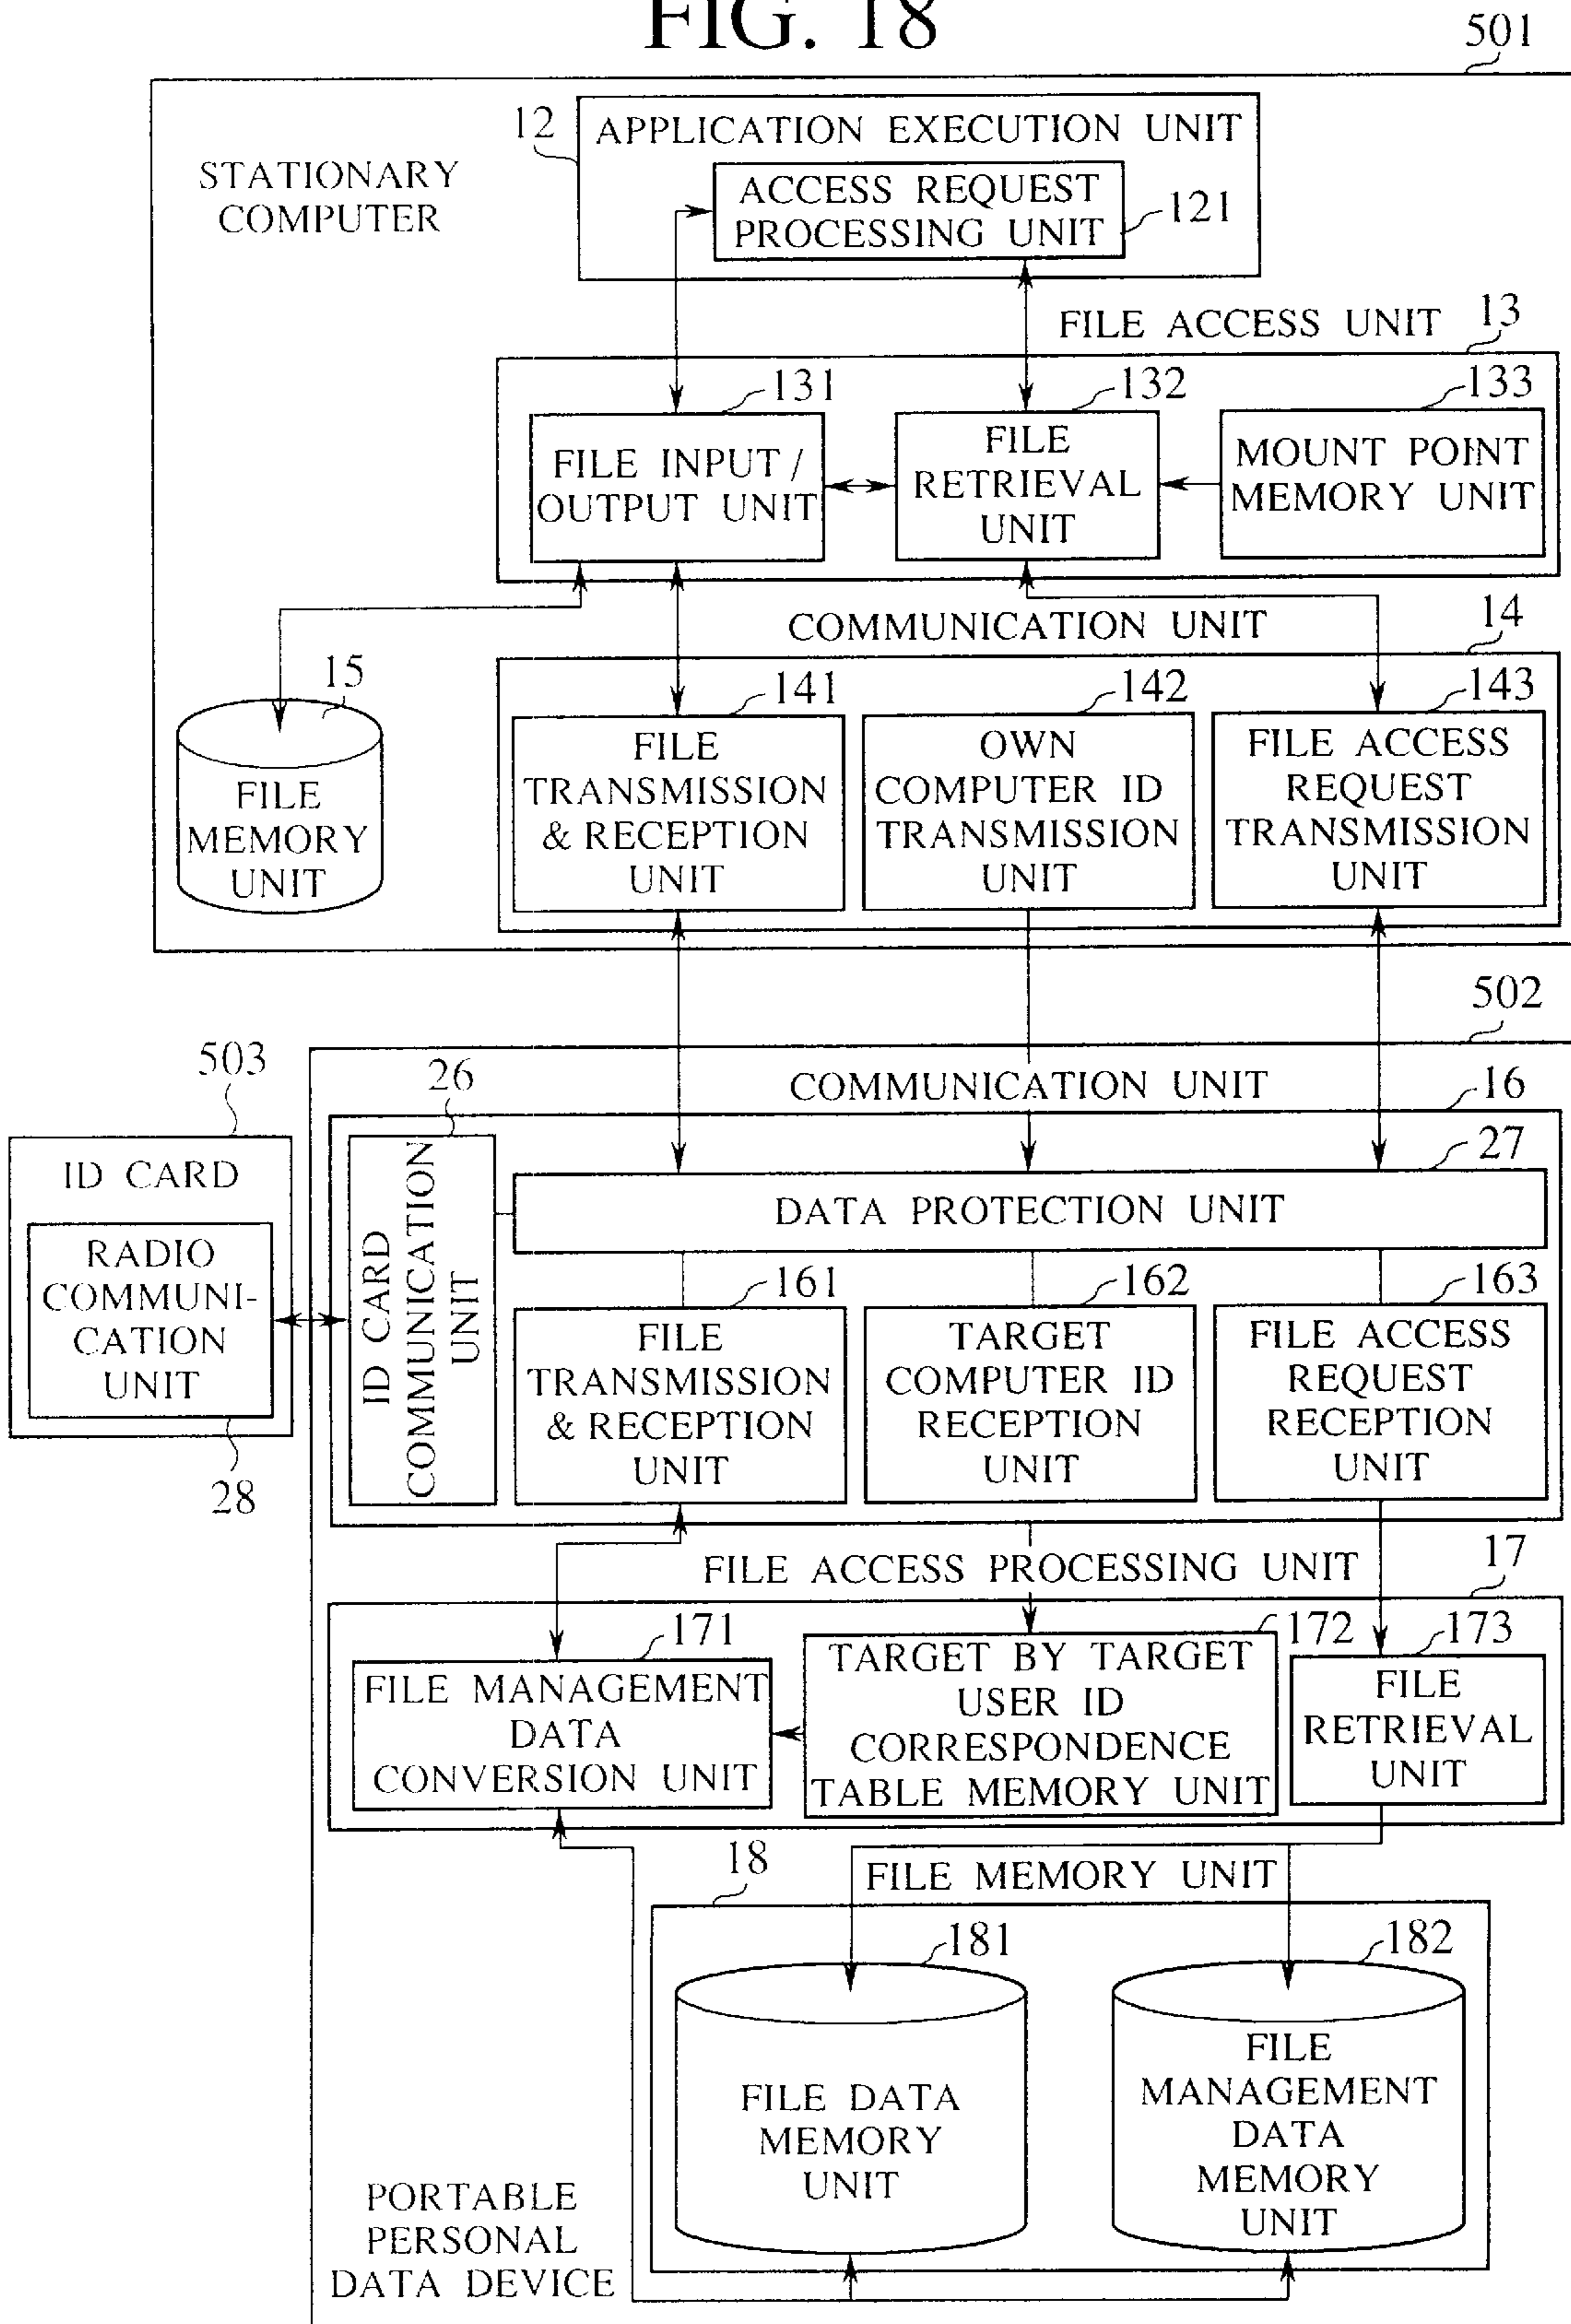 FIG. 18
501
12
APPLICATION EXECUTION UNIT
STATIONARY
COMPUTER
ACCESS REQUEST
PROCESSING UNIT
121
FILE ACCESS UNIT
13
131
132
133
FILE INPUT /
OUTPUT UNIT
FILE
RETRIEVAL
UNIT
MOUNT POINT
MEMORY UNIT
COMMUNICATION UNIT
14
15
141
142
143
FILE
MEMORY
UNIT
FILE
TRANSMISSION
& RECEPTION
UNIT
OWN
COMPUTER ID
TRANSMISSION
UNIT
FILE ACCESS
REQUEST
TRANSMISSION
UNIT
502
503
26
COMMUNICATION UNIT
16
27
ID CARD
DATA PROTECTION UNIT
RADIO
COMMUNI-
CATION
UNIT
28
ID CARD
COMMUNICATION
UNIT
161
162
163
FILE
TRANSMISSION
& RECEPTION
UNIT
TARGET
COMPUTER ID
RECEPTION
UNIT
FILE ACCESS
REQUEST
RECEPTION
UNIT
FILE ACCESS PROCESSING UNIT
17
171
172
173
FILE MANAGEMENT
DATA
CONVERSION UNIT
TARGET BY TARGET
USER ID
CORRESPONDENCE
TABLE MEMORY UNIT
FILE
RETRIEVAL
UNIT
18
FILE MEMORY UNIT
181
182
FILE DATA
MEMORY
UNIT
FILE
MANAGEMENT
DATA
MEMORY
UNIT
PORTABLE
PERSONAL
DATA DEVICE